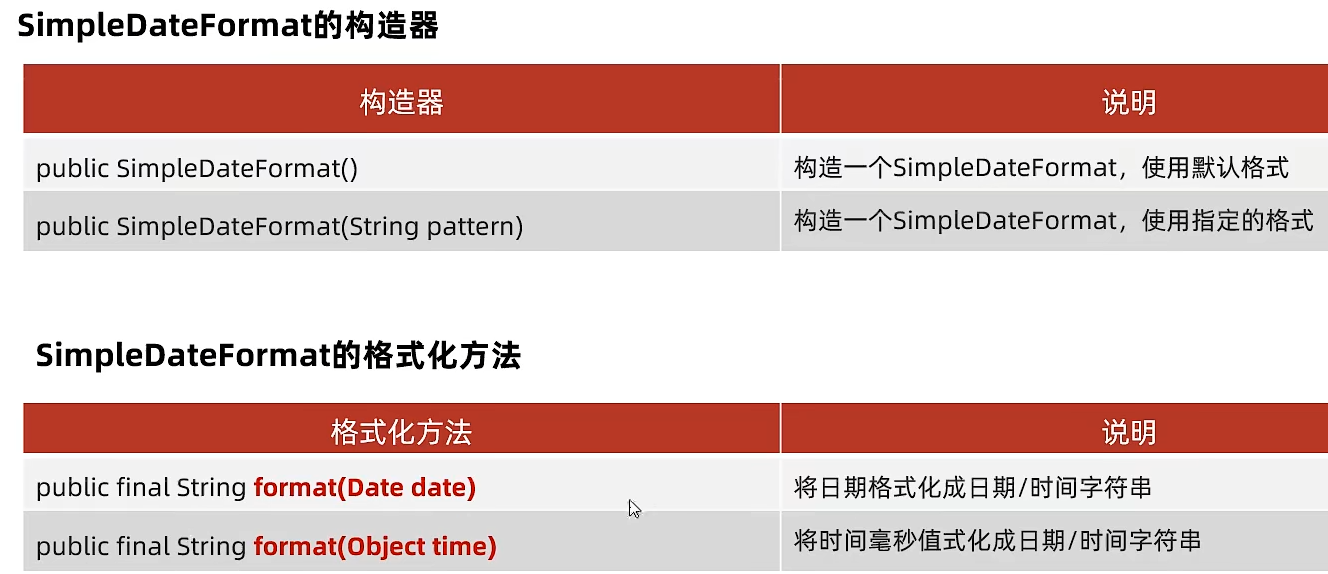 SimpleDateFormat的构造器
构造器 说明
public SimpleDateFormat() 构造一个SimpleDateFormat，使用默认格式
public SimpleDateFormat(String pattern) 构造一个SimpleDateFormat，使用指定的格式
SimpleDateFormat的格式化方法
格式化方法 说明
public final String format(Date date) 将日期格式化成日期/时间字符串
public final String format(Object time) 将时间毫秒值式化成日期/时间字符串